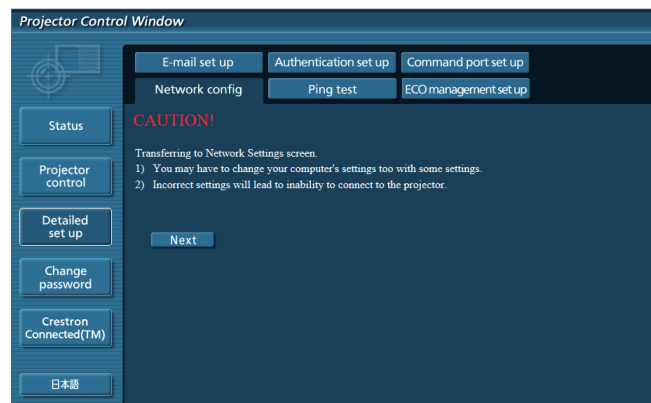 Projector Control Window
E-mail set up
Authentication set up
Command port set up
Network config
Ping test
ECO management set up
Status
Projector
control
Detailed
set up
Change
password
Crestron
Connected(TM)
日本語
CAUTION!
Transferring to Network Settings screen.
1) You may have to change your computer's settings too with some settings.
2) Incorrect settings will lead to inability to connect to the projector.
Next